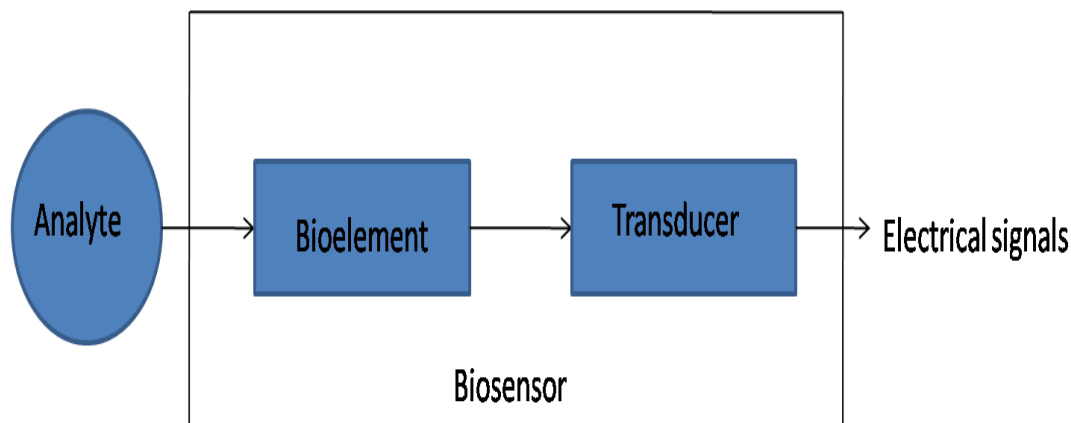 Analyte
Bioelement
Transducer
Electrical signals
Biosensor